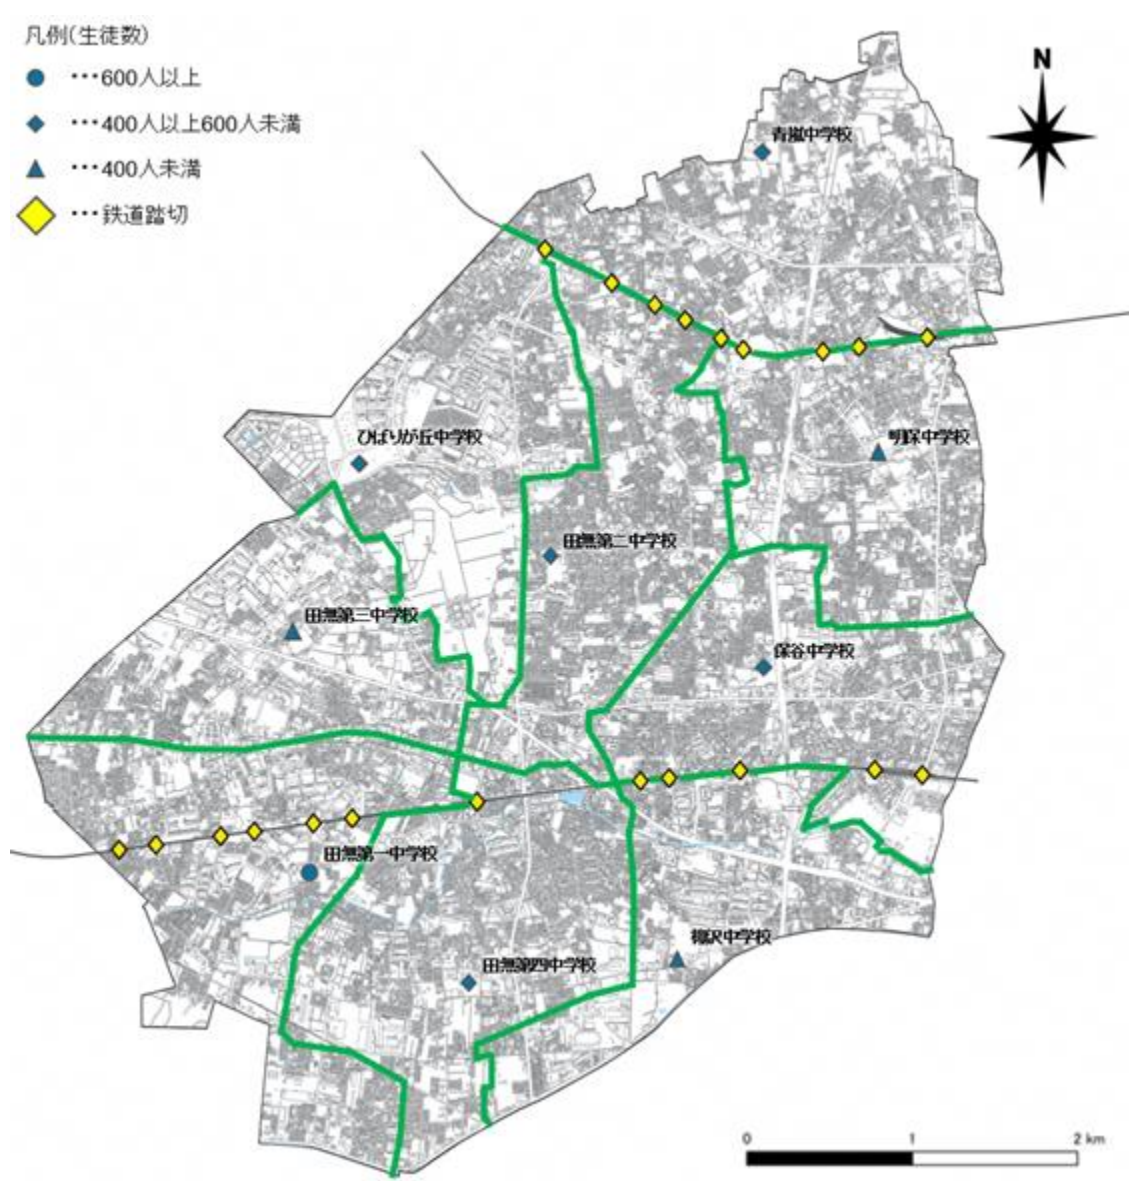 凡例(生徒数)
…600人以上
…400人以上600人未満
…400人未満
…鉄道踏切
N
青嵐中学校
ひばりが丘中学校
明保中学校
田無第二中学校
田無第三中学校
保谷中学校
田無第一中学校
柳沢中学校
田無第四中学校
0 1 2 km